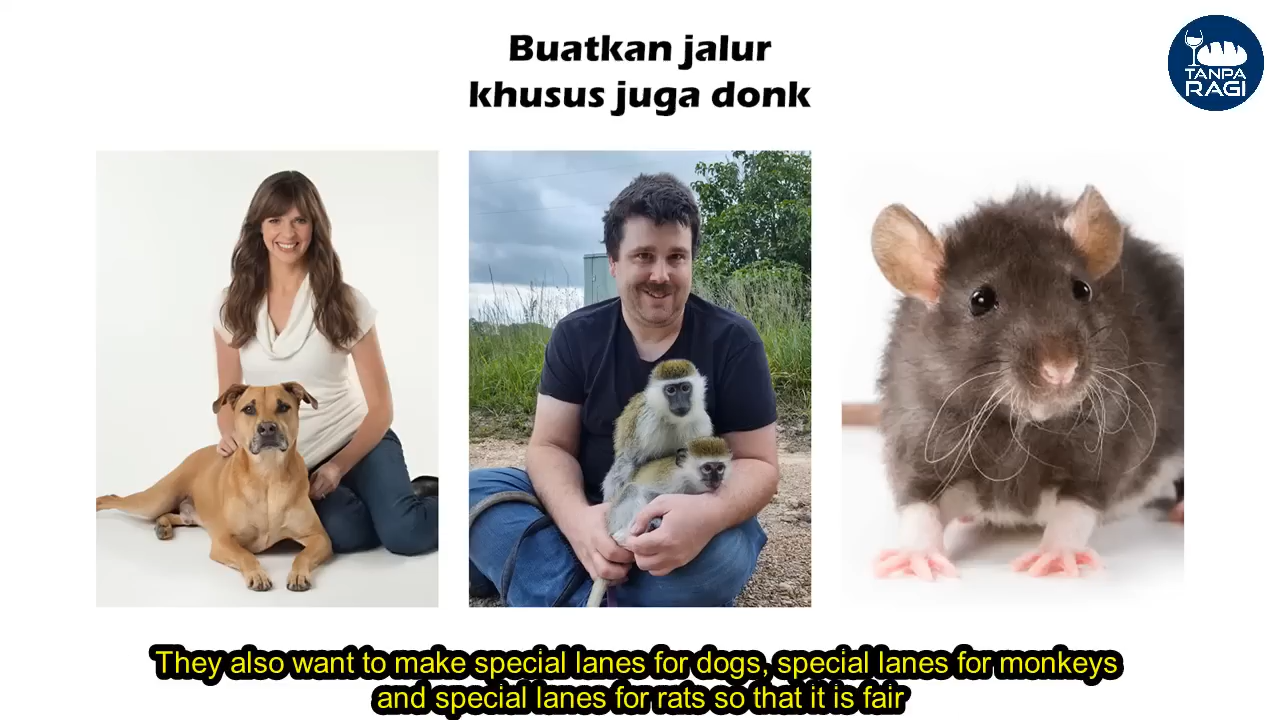 Buatkan jalur
khusus juga donk
TANPA
RAGI
They also want to make special lanes for dogs, special lanes for monkeys
and special lanes for rats so that it is fair